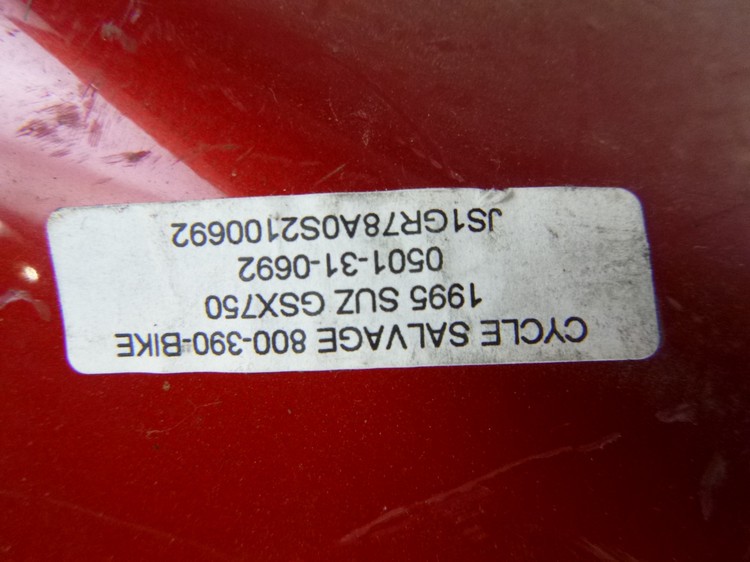 CYCLE SALVAGE 800-390-BIKE
1995 SUZ GSX750
0501-31-0692
JS1GR78A0S2100692